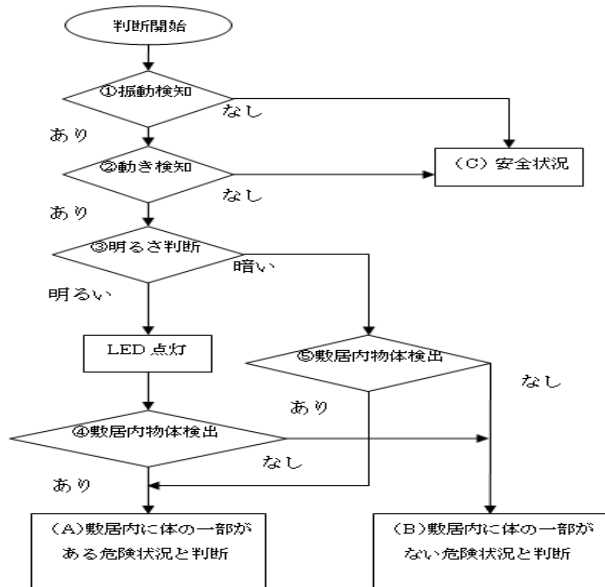 判断開始
①振動検知
なし
あり
②動き検知
(C) 安全状況
なし
あり
③明るさ判断
暗い
明るい
LED 点灯
⑤敷居内物体検出
なし
あり
④敷居内物体検出
なし
あり
(A)敷居内に体の一部が
ある危険状況と判断
(B)敷居内に体の一部が
ない危険状況と判断